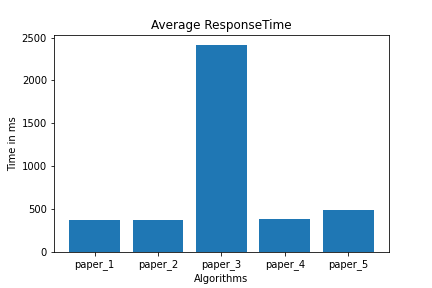 Average ResponseTime
2500
2000
1500
1000
500
0
Time in ms
paper_1 paper_2 paper_3 paper_4 paper_5
Algorithms